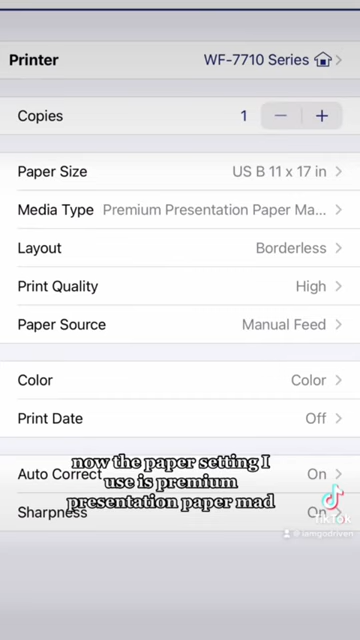 Printer WF-7710 Series
Copies 1
Paper Size US B 11 x 17 in
Media Type Premium Presentation Paper Ma...
Layout Borderless
Print Quality High
Paper Source Manual Feed
Color Color
Print Date Off
now the paper setting I
use is premium
presentation paper mad
Auto Correct On
Sharpness On
TikTok
@iamgodriven